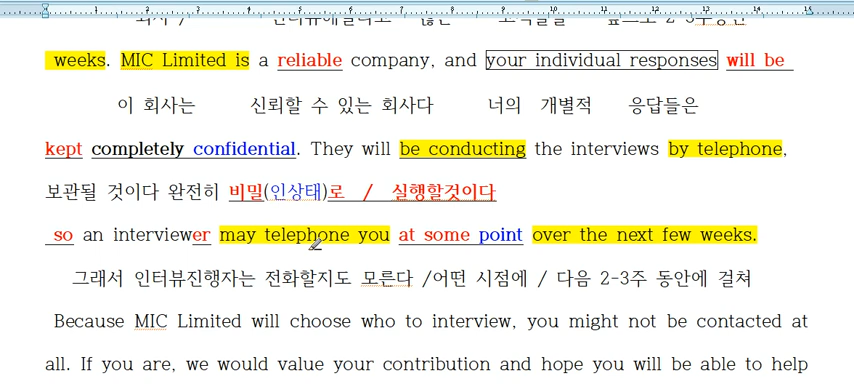 weeks. MIC Limited is a reliable company, and your individual responses will be
이 회사는 신뢰할 수 있는 회사다 너의 개별적 응답들은
kept completely confidential. They will be conducting the interviews by telephone,
보관될 것이다 완전히 비밀(인상태)로 / 실행할것이다
so an interviewer may telephone you at some point over the next few weeks.
그래서 인터뷰진행자는 전화할지도 모른다 /어떤 시점에 / 다음 2-3주 동안에 걸쳐
Because MIC Limited will choose who to interview, you might not be contacted at
all. If you are, we would value your contribution and hope you will be able to help